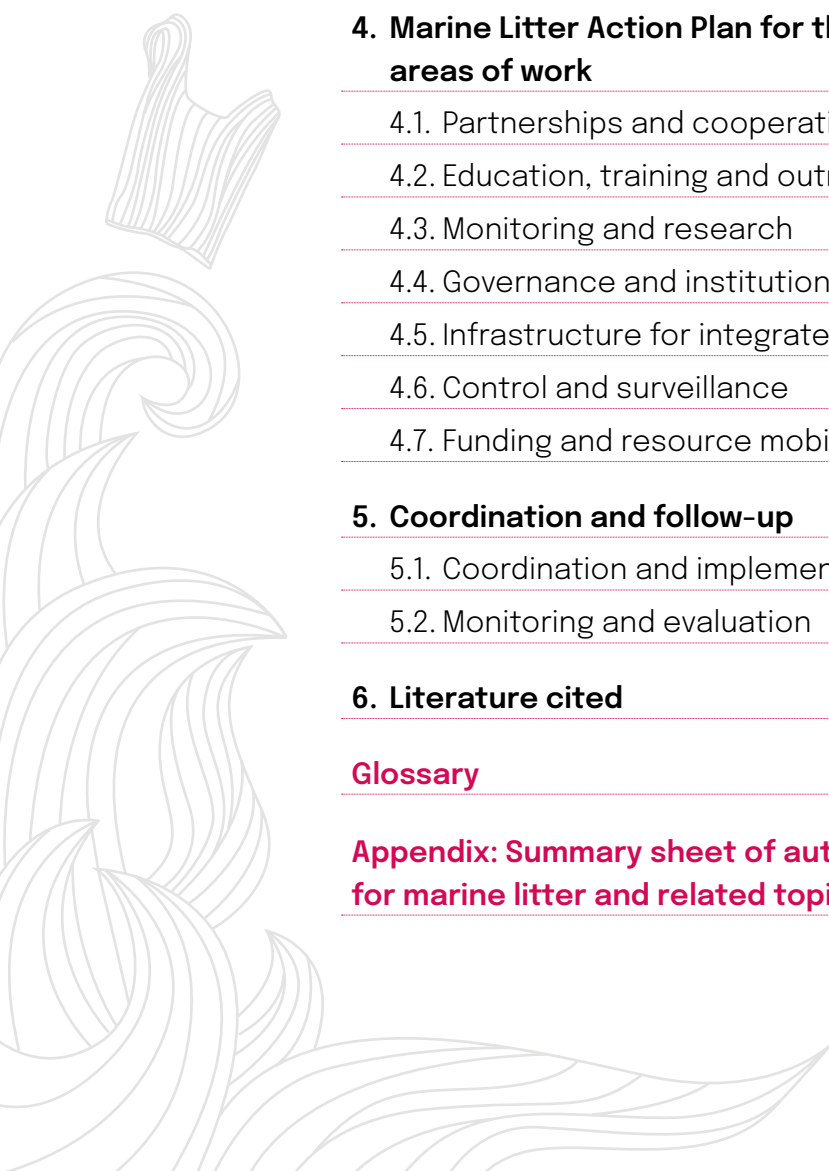 4. Marine Litter Action Plan for th
areas of work
4.1. Partnerships and cooperati
4.2. Education, training and outr
4.3. Monitoring and research
4.4. Governance and institution
4.5. Infrastructure for integrate
4.6. Control and surveillance
4.7. Funding and resource mobi
5. Coordination and follow-up
5.1. Coordination and implemen
5.2. Monitoring and evaluation
6. Literature cited
Glossary
Appendix: Summary sheet of aut
for marine litter and related topi